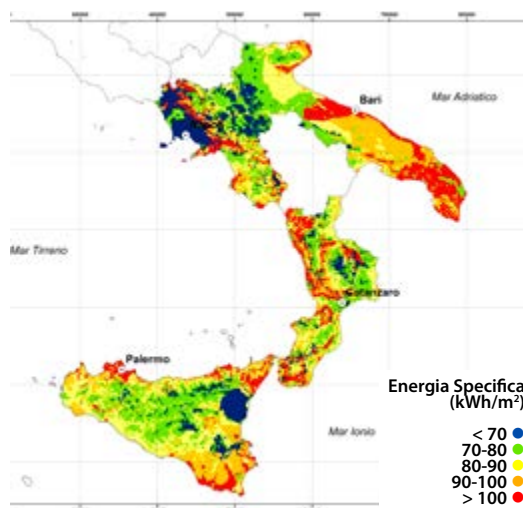 Bari
Mar Adriatico
Mar Tirreno
Catanzaro
Palermo
Mar Ionio
Energia Specifica
(kWh/m²)
< 70
70-80
80-90
90-100
> 100